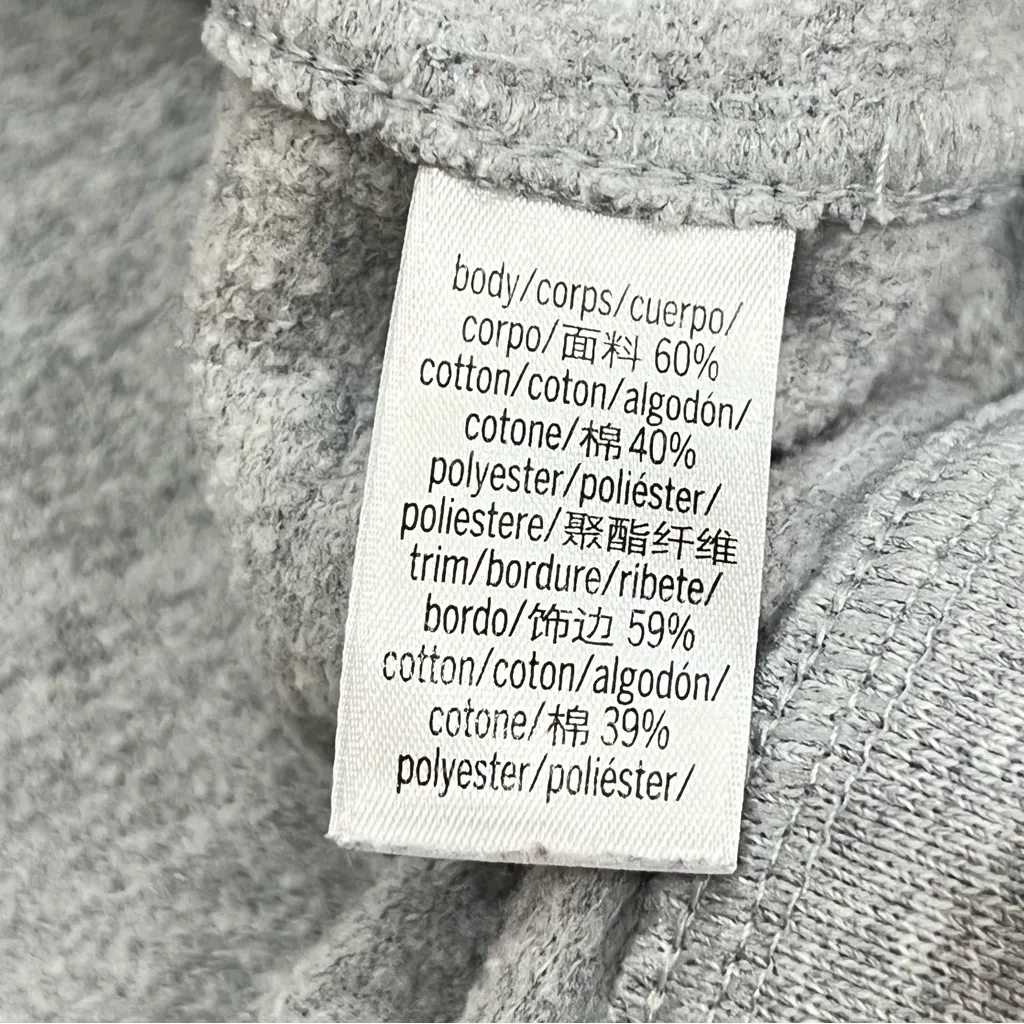 body/corps/cuerpo/
corpo/面料 60%
cotton/coton/algodón/
cotone/棉 40%
polyester/poliéster/
poliestere/聚酯纤维
trim/bordure/ribete/
bordo/饰边 59%
cotton/coton/algodón/
cotone/棉 39%
polyester/poliéster/